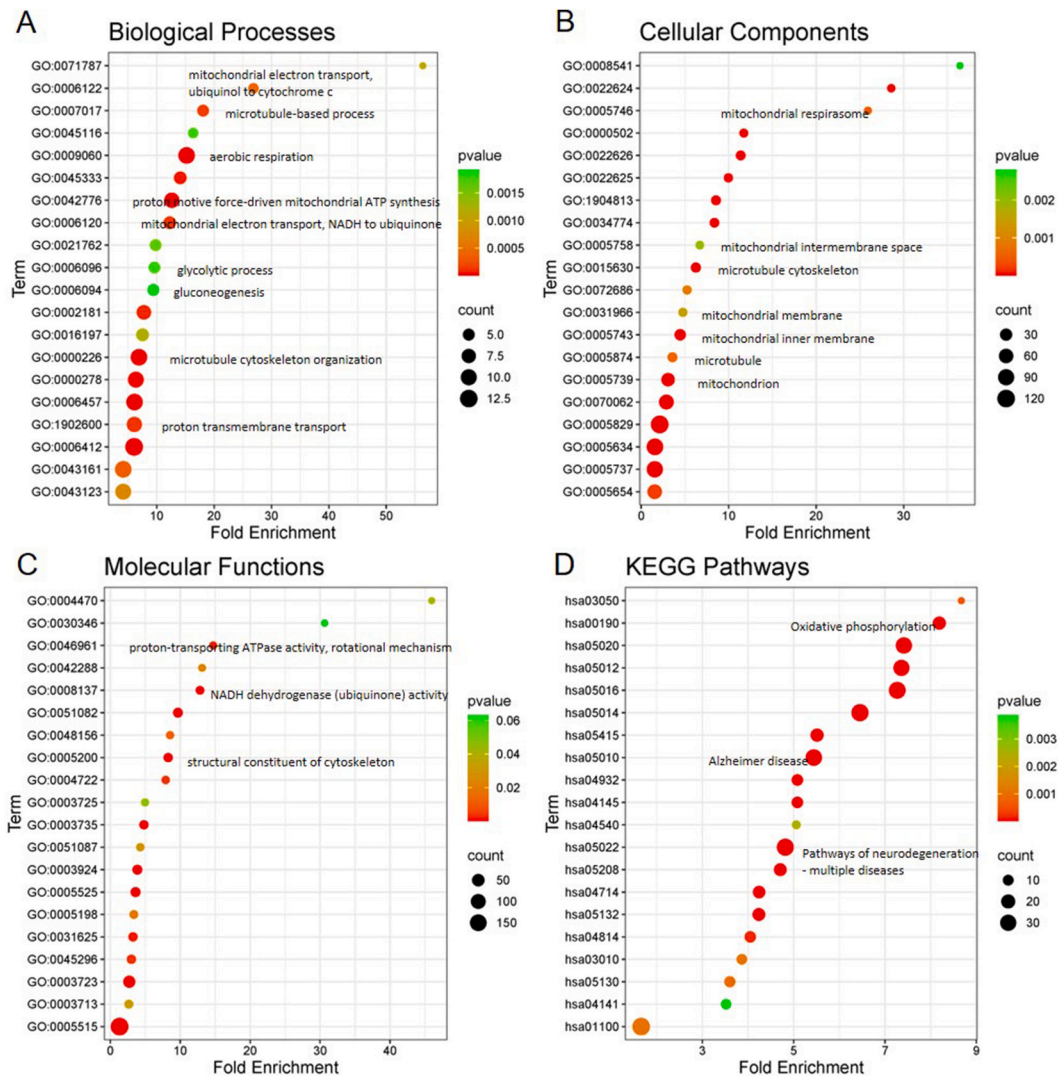 A
Biological Processes
GO:0071787
GO:0006122
GO:0007017
GO:0045116
GO:0009060
GO:0045333
GO:0042776
GO:0006120
GO:0021762
GO:0006096
GO:0006094
GO:0002181
GO:0016197
GO:0000226
GO:0000278
GO:0006457
GO:1902600
GO:0006412
GO:0043161
GO:0043123
Term
mitochondrial electron transport,
ubiquinol to cytochrome c
microtubule-based process
aerobic respiration
proton motive force-driven mitochondrial ATP synthesis
mitochondrial electron transport, NADH to ubiquinone
glycolytic process
gluconeogenesis
microtubule cytoskeleton organization
proton transmembrane transport
10
20
30
40
50
Fold Enrichment
pvalue
0.0015
0.0010
0.0005
count
5.0
7.5
10.0
12.5
B
Cellular Components
GO:0008541
GO:0022624
GO:0005746
GO:0000502
GO:0022626
GO:0022625
GO:1904813
GO:0034774
GO:0005758
GO:0015630
GO:0072686
GO:0031966
GO:0005743
GO:0005874
GO:0005739
GO:0070062
GO:0005829
GO:0005634
GO:0005737
GO:0005654
Term
mitochondrial respirasome
mitochondrial intermembrane space
microtubule cytoskeleton
mitochondrial membrane
mitochondrial inner membrane
microtubule
mitochondrion
0
10
20
30
Fold Enrichment
pvalue
0.002
0.001
count
30
60
90
120
C
Molecular Functions
GO:0004470
GO:0030346
GO:0046961
GO:0042288
GO:0008137
GO:0051082
GO:0048156
GO:0005200
GO:0004722
GO:0003725
GO:0003735
GO:0051087
GO:0003924
GO:0005525
GO:0005198
GO:0031625
GO:0045296
GO:0003723
GO:0003713
GO:0005515
Term
proton-transporting ATPase activity, rotational mechanism
NADH dehydrogenase (ubiquinone) activity
structural constituent of cytoskeleton
0
10
20
30
40
Fold Enrichment
pvalue
0.06
0.04
0.02
count
50
100
150
D
KEGG Pathways
hsa03050
hsa00190
hsa05020
hsa05012
hsa05016
hsa05014
hsa05415
hsa05010
hsa04932
hsa04145
hsa04540
hsa05022
hsa05208
hsa04714
hsa05132
hsa04814
hsa03010
hsa05130
hsa04141
hsa01100
Term
Oxidative phosphorylation
Alzheimer disease
Pathways of neurodegeneration
- multiple diseases
3
5
7
9
Fold Enrichment
pvalue
0.003
0.002
0.001
count
10
20
30